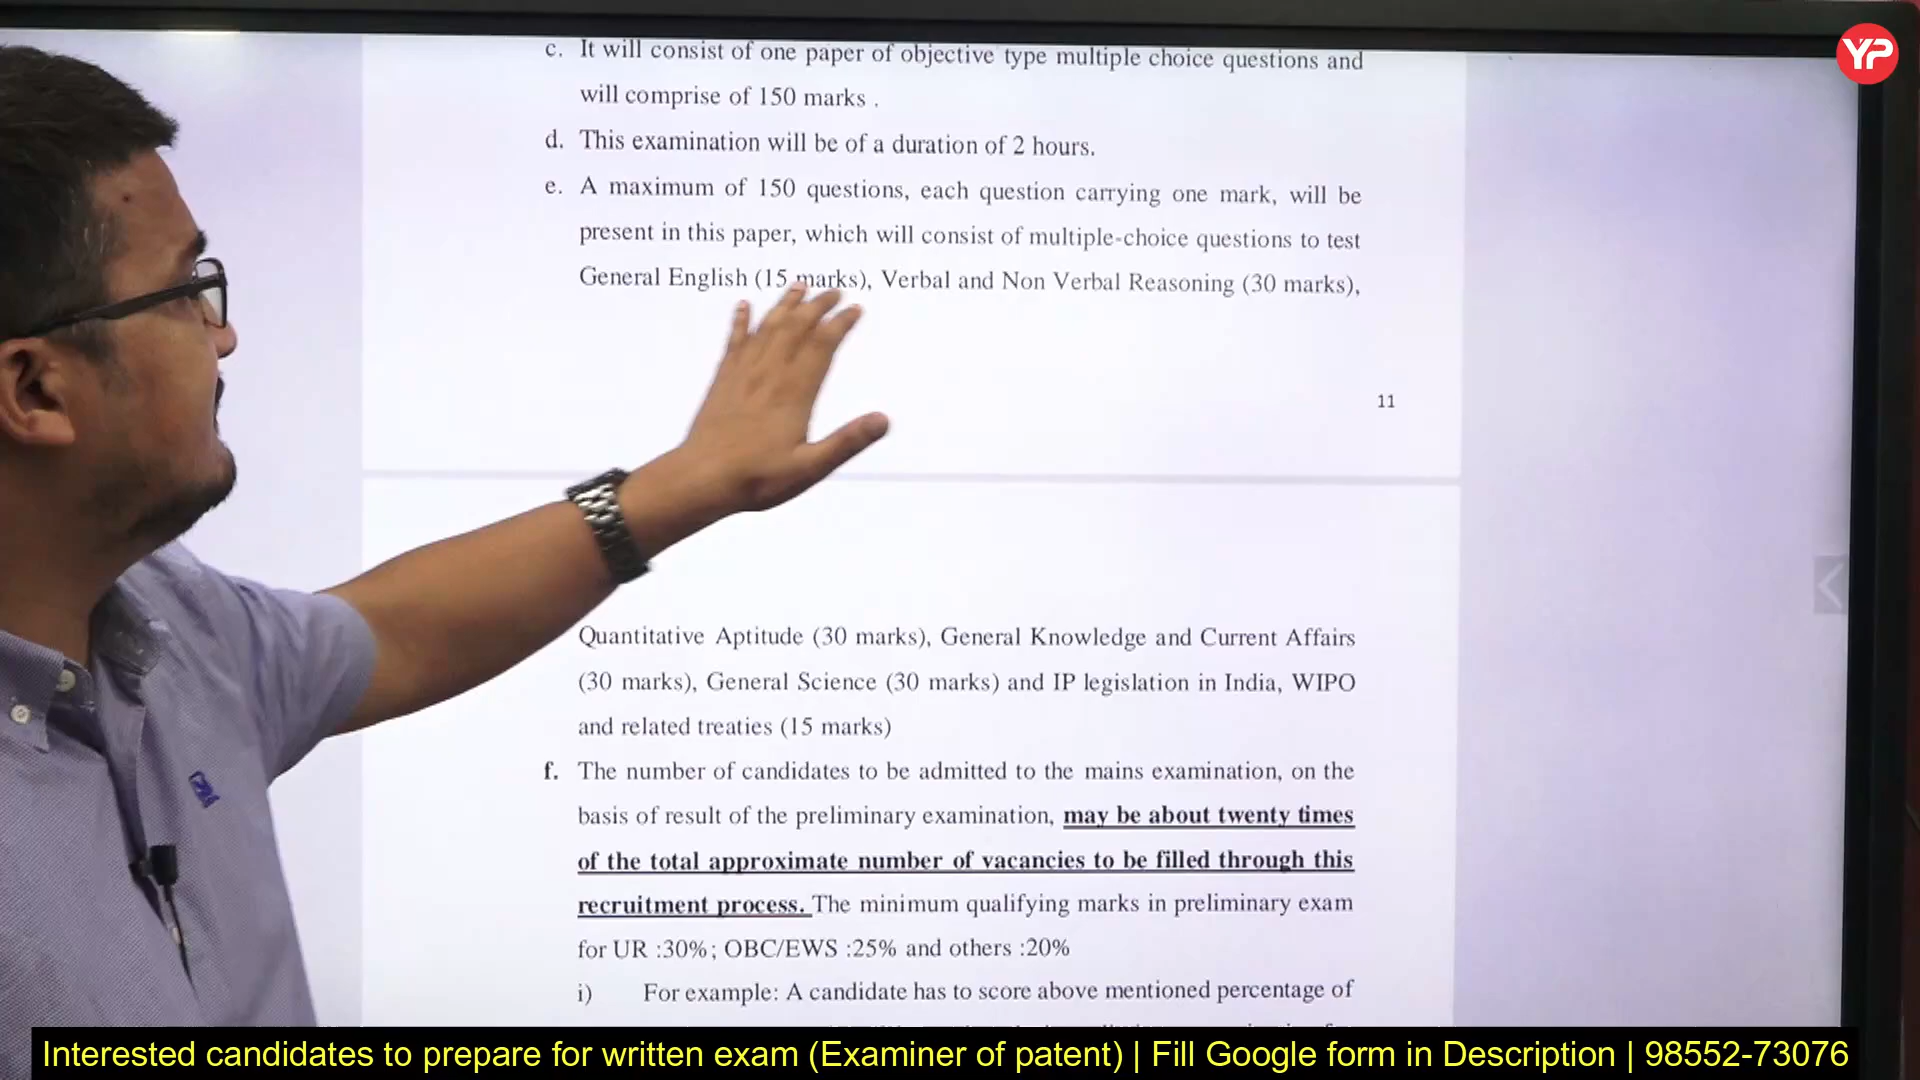 YP
c. It will consist of one paper of objective type multiple choice questions and
will comprise of 150 marks .
d. This examination will be of a duration of 2 hours.
e. A maximum of 150 questions, each question carrying one mark, will be
present in this paper, which will consist of multiple-choice questions to test
General English (15 marks), Verbal and Non Verbal Reasoning (30 marks),
11
Quantitative Aptitude (30 marks), General Knowledge and Current Affairs
(30 marks), General Science (30 marks) and IP legislation in India, WIPO
and related treaties (15 marks)
f. The number of candidates to be admitted to the mains examination, on the
basis of result of the preliminary examination, may be about twenty times
of the total approximate number of vacancies to be filled through this
recruitment process. The minimum qualifying marks in preliminary exam
for UR :30%; OBC/EWS :25% and others :20%
i) For example: A candidate has to score above mentioned percentage of
Interested candidates to prepare for written exam (Examiner of patent) | Fill Google form in Description | 98552-73076